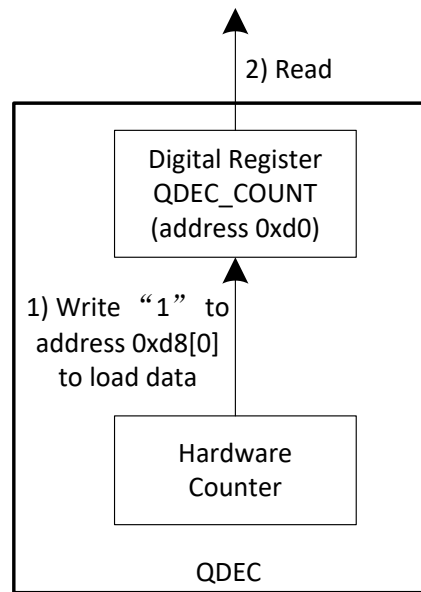 2) Read
Digital Register
QDEC_COUNT
(address 0xd0)
1) Write “1” to
address 0xd8[0]
to load data
Hardware
Counter
QDEC